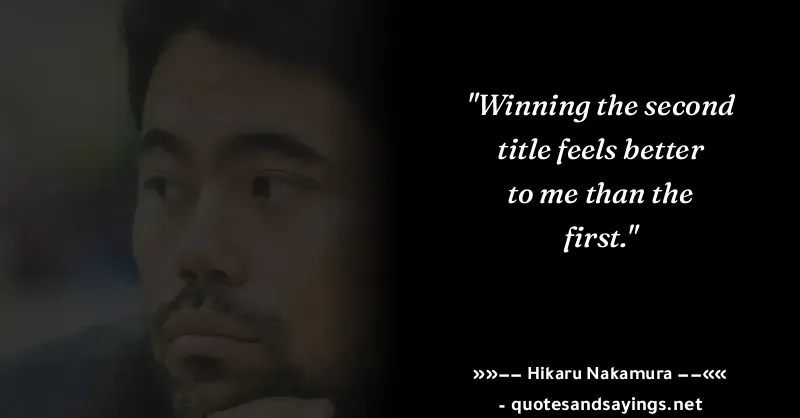 "Winning the second
title feels better
to me than the
first."
»»−− Hikaru Nakamura −−««
- quotesandsayings.net